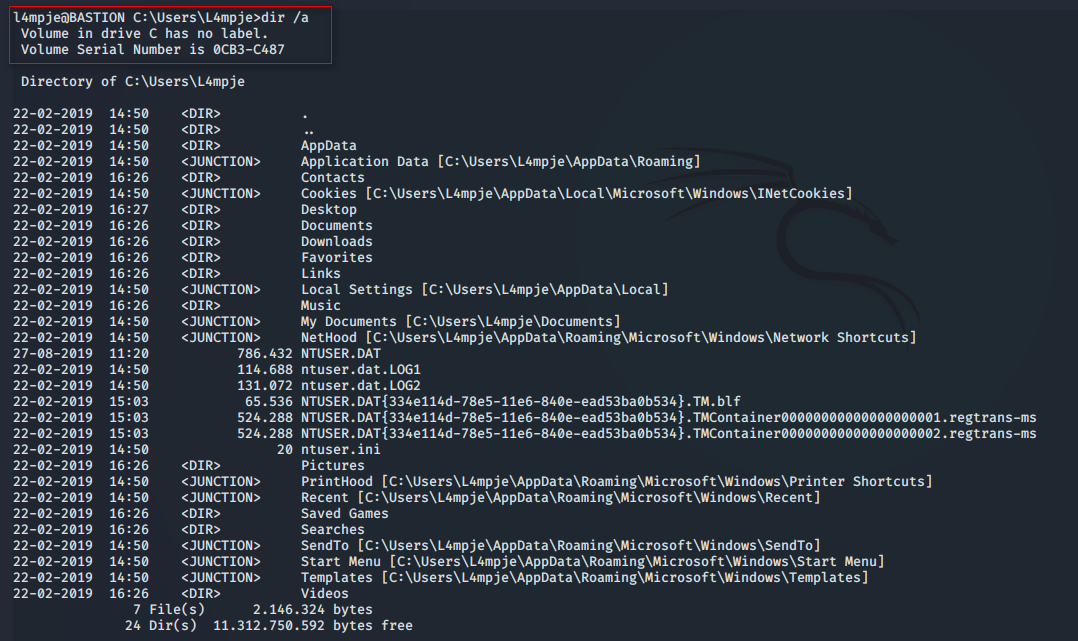 l4mpje@BASTION C:\Users\L4mpje>dir /a
 Volume in drive C has no label.
 Volume Serial Number is 0CB3-C487

 Directory of C:\Users\L4mpje

22-02-2019  14:50    <DIR>          .
22-02-2019  14:50    <DIR>          ..
22-02-2019  14:50    <DIR>          AppData
22-02-2019  14:50    <JUNCTION>     Application Data [C:\Users\L4mpje\AppData\Roaming]
22-02-2019  16:26    <DIR>          Contacts
22-02-2019  14:50    <JUNCTION>     Cookies [C:\Users\L4mpje\AppData\Local\Microsoft\Windows\INetCookies]
22-02-2019  16:27    <DIR>          Desktop
22-02-2019  16:26    <DIR>          Documents
22-02-2019  16:26    <DIR>          Downloads
22-02-2019  16:26    <DIR>          Favorites
22-02-2019  16:26    <DIR>          Links
22-02-2019  14:50    <JUNCTION>     Local Settings [C:\Users\L4mpje\AppData\Local]
22-02-2019  16:26    <DIR>          Music
22-02-2019  14:50    <JUNCTION>     My Documents [C:\Users\L4mpje\Documents]
22-02-2019  14:50    <JUNCTION>     NetHood [C:\Users\L4mpje\AppData\Roaming\Microsoft\Windows\Network Shortcuts]
27-08-2019  11:20           786.432 NTUSER.DAT
22-02-2019  14:50           114.688 ntuser.dat.LOG1
22-02-2019  14:50           131.072 ntuser.dat.LOG2
22-02-2019  15:03            65.536 NTUSER.DAT{334e114d-78e5-11e6-840e-ead53ba0b534}.TM.blf
22-02-2019  15:03           524.288 NTUSER.DAT{334e114d-78e5-11e6-840e-ead53ba0b534}.TMContainer00000000000000000001.regtrans-ms
22-02-2019  15:03           524.288 NTUSER.DAT{334e114d-78e5-11e6-840e-ead53ba0b534}.TMContainer00000000000000000002.regtrans-ms
22-02-2019  14:50                20 ntuser.ini
22-02-2019  16:26    <DIR>          Pictures
22-02-2019  14:50    <JUNCTION>     PrintHood [C:\Users\L4mpje\AppData\Roaming\Microsoft\Windows\Printer Shortcuts]
22-02-2019  14:50    <JUNCTION>     Recent [C:\Users\L4mpje\AppData\Roaming\Microsoft\Windows\Recent]
22-02-2019  16:26    <DIR>          Saved Games
22-02-2019  16:26    <DIR>          Searches
22-02-2019  14:50    <JUNCTION>     SendTo [C:\Users\L4mpje\AppData\Roaming\Microsoft\Windows\SendTo]
22-02-2019  14:50    <JUNCTION>     Start Menu [C:\Users\L4mpje\AppData\Roaming\Microsoft\Windows\Start Menu]
22-02-2019  14:50    <JUNCTION>     Templates [C:\Users\L4mpje\AppData\Roaming\Microsoft\Windows\Templates]
22-02-2019  16:26    <DIR>          Videos
               7 File(s)      2.146.324 bytes
              24 Dir(s)  11.312.750.592 bytes free